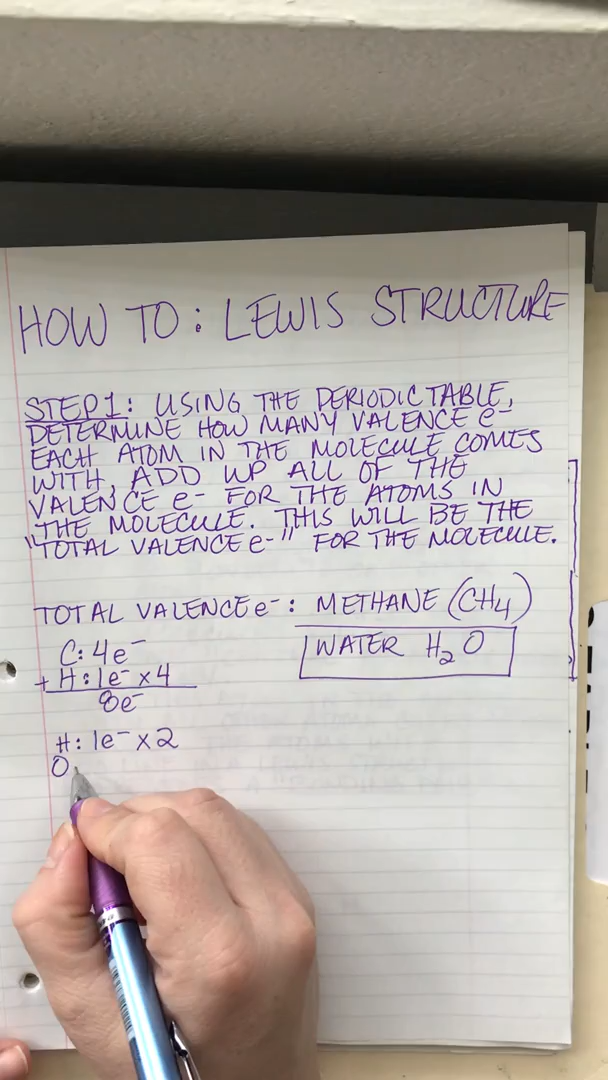 HOW TO: LEWIS STRUCTURE
STEP 1: USING THE PERIODIC TABLE,
DETERMINE HOW MANY VALENCE e-
EACH ATOM IN THE MOLECULE COMES
WITH, ADD UP ALL OF THE
VALENCE e- FOR THE ATOMS IN
THE MOLECULE. THIS WILL BE THE
"TOTAL VALENCE e-" FOR THE MOLECULE.
TOTAL VALENCE e-: METHANE (CH4)
WATER H2O
C: 4e-
+ H: 1e- x4
8e-
H: 1e- x2
O